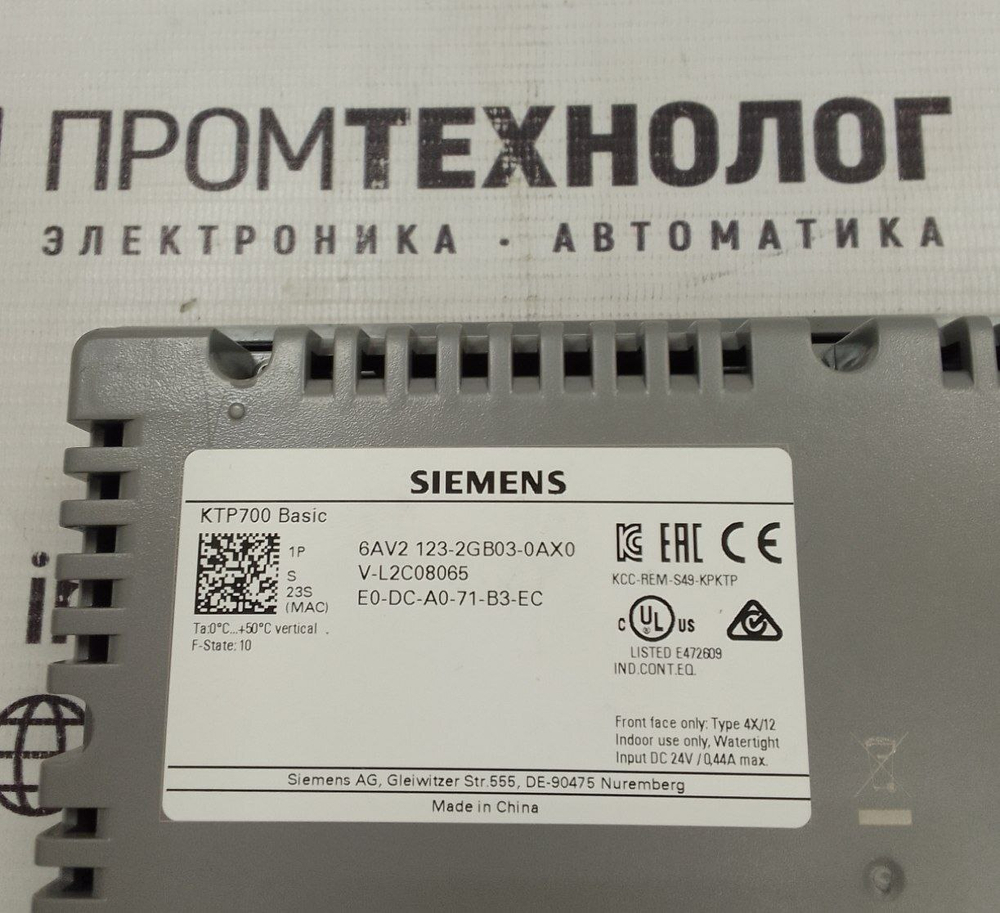 ПРОМТЕХНОЛОГ
ЭЛЕКТРОНИКА · АВТОМАТИКА
SIEMENS
KTP700 Basic
1P 6AV2 123-2GB03-0AX0
S V-L2C08065
23S E0-DC-A0-71-B3-EC
(MAC)
Ta:0°C...+50°C vertical
F-State: 10
EAC CE
KCC-REM-S49-KPKTP
c UL US
LISTED E472609
IND.CONT.EQ.
Front face only: Type 4X/12
Indoor use only, Watertight
Input DC 24V / 0,44A max.
Siemens AG, Gleiwitzer Str.555, DE-90475 Nuremberg
Made in China